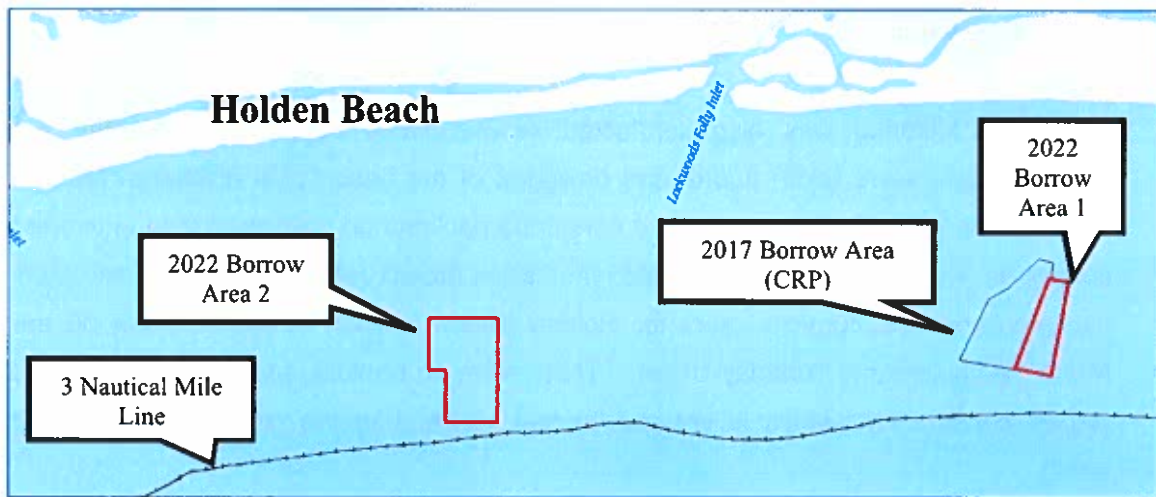 Holden Beach
Lockwoods Folly Inlet
2022
Borrow
Area 1
2017 Borrow Area
(CRP)
2022 Borrow
Area 2
Inlet
3 Nautical Mile
Line